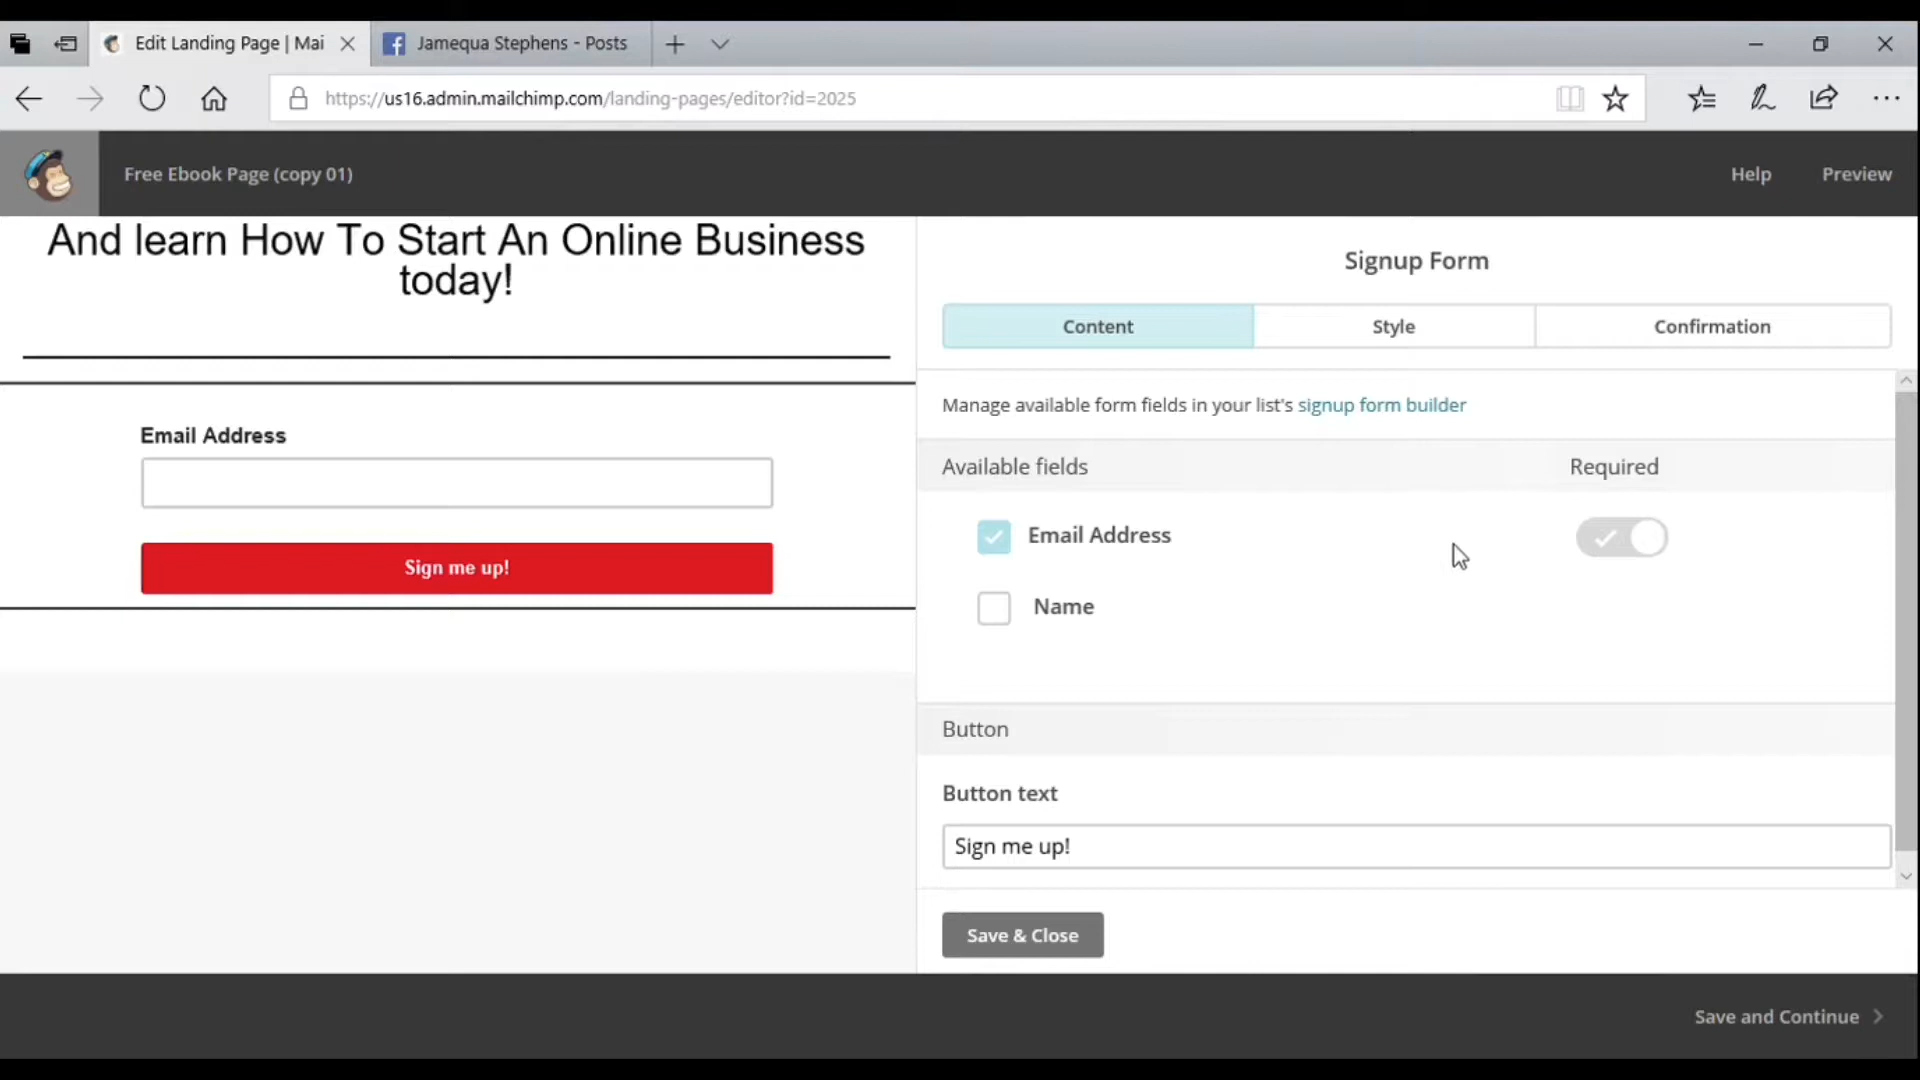 Edit Landing Page | Mai
Jamequa Stephens - Posts
https://us16.admin.mailchimp.com/landing-pages/editor?id=2025
Free Ebook Page (copy 01)
Help
Preview
And learn How To Start An Online Business
today!
Email Address
Sign me up!
Signup Form
Content
Style
Confirmation
Manage available form fields in your list's signup form builder
Available fields
Required
Email Address
Name
Button
Button text
Sign me up!
Save & Close
Save and Continue